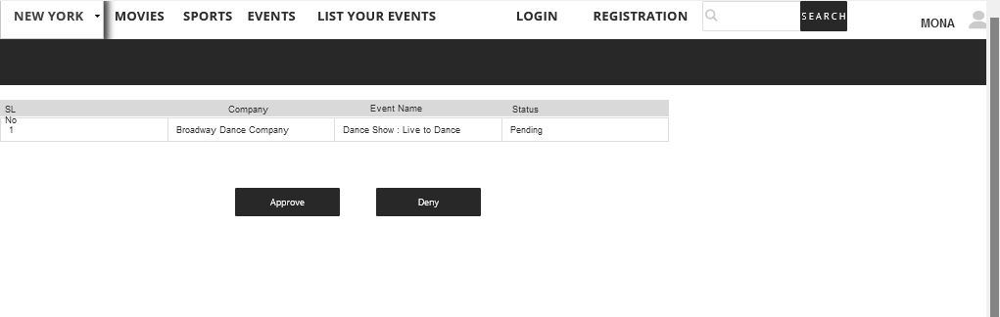 NEW YORK MOVIES SPORTS EVENTS LIST YOUR EVENTS LOGIN REGISTRATION SEARCH MONA
SL No Company Event Name Status
1 Broadway Dance Company Dance Show : Live to Dance Pending
Approve Deny